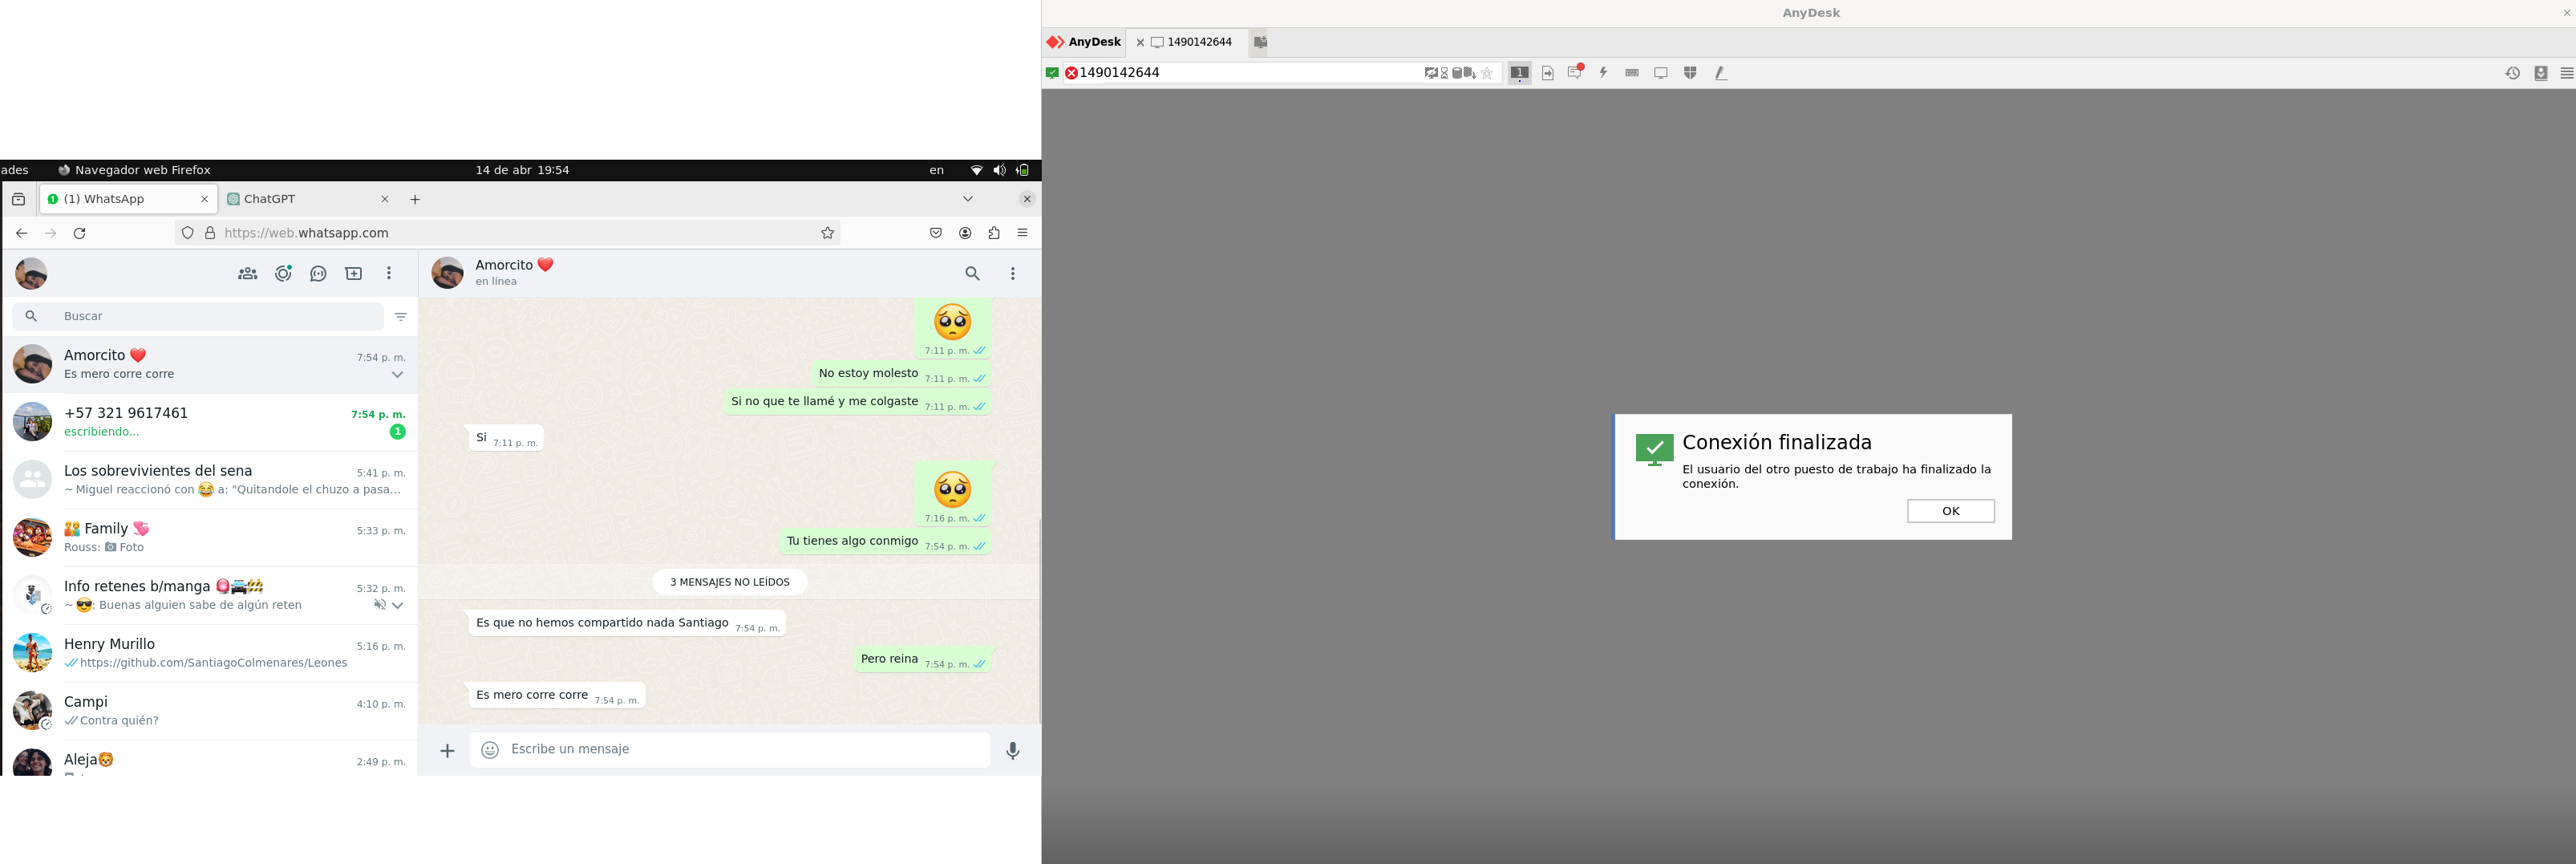 AnyDesk
AnyDesk
1490142644
1490142644
1
ades
Navegador web Firefox
14 de abr 19:54
en
1
(1) WhatsApp
ChatGPT
https://web.whatsapp.com
Buscar
Amorcito
7:54 p. m.
Es mero corre corre
+57 321 9617461
7:54 p. m.
escribiendo...
1
Los sobrevivientes del sena
5:41 p. m.
~ Miguel reaccionó con 😂 a: "Quitandole el chuzo a pasa...
Family
5:33 p. m.
Rouss: Foto
Info retenes b/manga
5:32 p. m.
~ 😎: Buenas alguien sabe de algún reten
Henry Murillo
5:16 p. m.
https://github.com/SantiagoColmenares/Leones
Campi
4:10 p. m.
Contra quién?
Aleja
2:49 p. m.
Amorcito
en línea
7:11 p. m.
No estoy molesto
7:11 p. m.
Si no que te llamé y me colgaste
7:11 p. m.
Si
7:11 p. m.
7:16 p. m.
Tu tienes algo conmigo
7:54 p. m.
3 MENSAJES NO LEÍDOS
Es que no hemos compartido nada Santiago
7:54 p. m.
Pero reina
7:54 p. m.
Es mero corre corre
7:54 p. m.
Escribe un mensaje
Conexión finalizada
El usuario del otro puesto de trabajo ha finalizado la
conexión.
OK